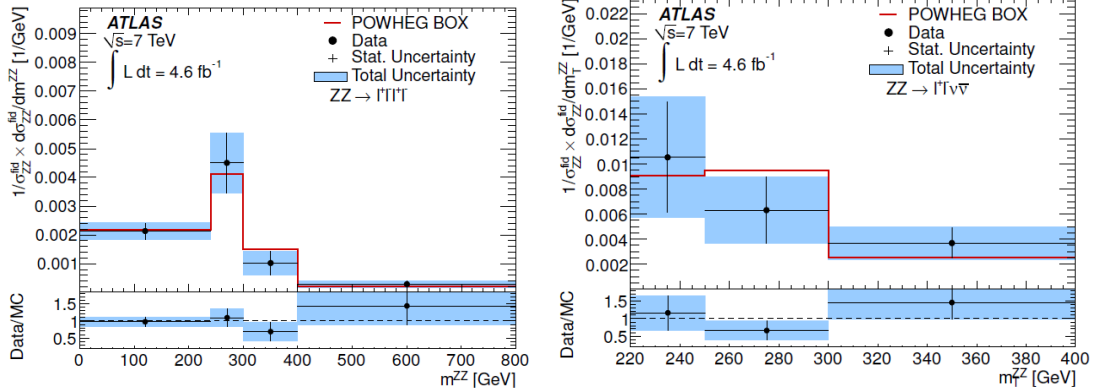 ATLAS
√s=7 TeV
∫ L dt = 4.6 fb⁻¹
POWHEG BOX
Data
Stat. Uncertainty
Total Uncertainty
ZZ → l⁺l⁻l⁺l⁻
1/σ_ZZ^fid × dσ_ZZ^fid/dm^ZZ [1/GeV]
0.009
0.008
0.007
0.006
0.005
0.004
0.003
0.002
0.001
Data/MC
1.5
1
0.5
0 100 200 300 400 500 600 700 800
m^ZZ [GeV]
ATLAS
√s=7 TeV
∫ L dt = 4.6 fb⁻¹
POWHEG BOX
Data
Stat. Uncertainty
Total Uncertainty
ZZ → l⁺l⁻νν̅
1/σ_ZZ^fid × dσ_ZZ^fid/dm_T^ZZ [1/GeV]
0.022
0.020
0.018
0.016
0.014
0.012
0.010
0.008
0.006
0.004
0.002
Data/MC
1.5
1
0.5
220 240 260 280 300 320 340 360 380 400
m_T^ZZ [GeV]